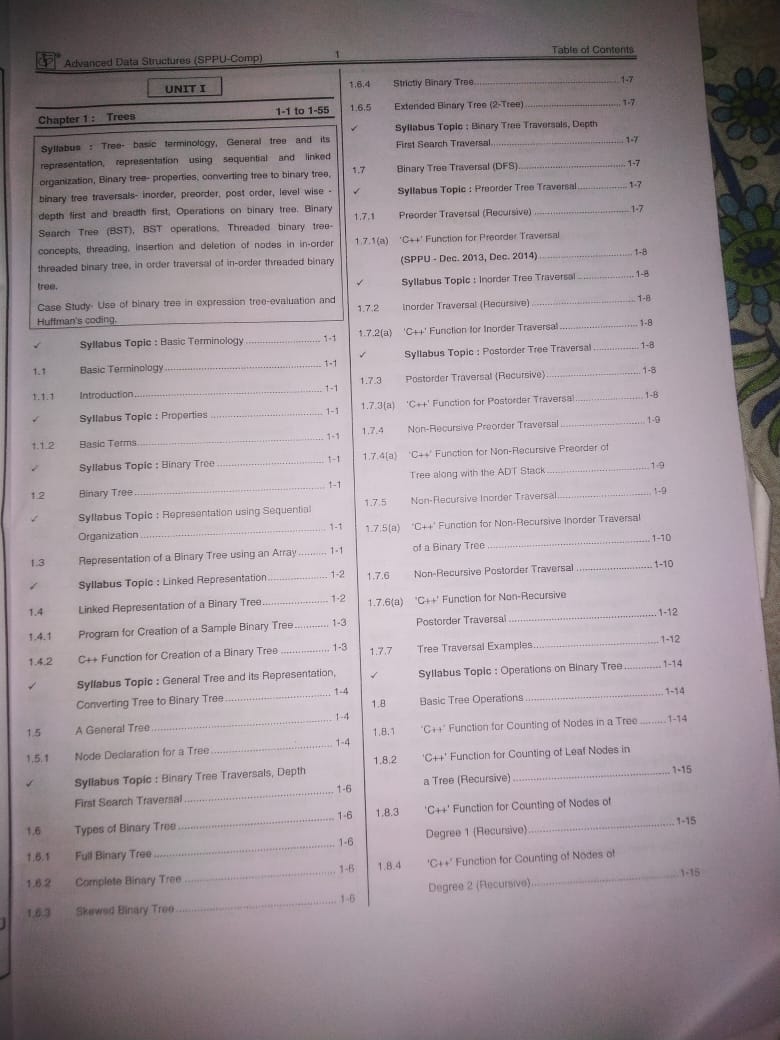 Advanced Data Structures (SPPU-Comp)
1
Table of Contents
UNIT I
Chapter 1 : Trees 1-1 to 1-55
Syllabus : Tree- basic terminology, General tree and its
representation, representation using sequential and linked
organization, Binary tree- properties, converting tree to binary tree,
binary tree traversals- inorder, preorder, post order, level wise -
depth first and breadth first, Operations on binary tree. Binary
Search Tree (BST), BST operations, Threaded binary tree-
concepts, threading, insertion and deletion of nodes in in-order
threaded binary tree, in order traversal of in-order threaded binary
tree.
Case Study- Use of binary tree in expression tree-evaluation and
Huffman's coding.
✓ Syllabus Topic : Basic Terminology ........ 1-1
1.1 Basic Terminology ........ 1-1
1.1.1 Introduction ........ 1-1
✓ Syllabus Topic : Properties ........ 1-1
1.1.2 Basic Terms ........ 1-1
✓ Syllabus Topic : Binary Tree ........ 1-1
1.2 Binary Tree ........ 1-1
✓ Syllabus Topic : Representation using Sequential
Organization ........ 1-1
1.3 Representation of a Binary Tree using an Array ........ 1-1
✓ Syllabus Topic : Linked Representation ........ 1-2
1.4 Linked Representation of a Binary Tree ........ 1-2
1.4.1 Program for Creation of a Sample Binary Tree ........ 1-3
1.4.2 C++ Function for Creation of a Binary Tree ........ 1-3
✓ Syllabus Topic : General Tree and its Representation,
Converting Tree to Binary Tree ........ 1-4
1.5 A General Tree ........ 1-4
1.5.1 Node Declaration for a Tree ........ 1-4
✓ Syllabus Topic : Binary Tree Traversals, Depth
First Search Traversal ........ 1-6
1.6 Types of Binary Tree ........ 1-6
1.6.1 Full Binary Tree ........ 1-6
1.6.2 Complete Binary Tree ........ 1-6
1.6.3 Skewed Binary Tree ........ 1-6
1.6.4 Strictly Binary Tree ........ 1-7
1.6.5 Extended Binary Tree (2-Tree) ........ 1-7
✓ Syllabus Topic : Binary Tree Traversals, Depth
First Search Traversal ........ 1-7
1.7 Binary Tree Traversal (DFS) ........ 1-7
✓ Syllabus Topic : Preorder Tree Traversal ........ 1-7
1.7.1 Preorder Traversal (Recursive) ........ 1-7
1.7.1(a) 'C++' Function for Preorder Traversal
(SPPU - Dec. 2013, Dec. 2014) ........ 1-8
✓ Syllabus Topic : Inorder Tree Traversal ........ 1-8
1.7.2 Inorder Traversal (Recursive) ........ 1-8
1.7.2(a) 'C++' Function for Inorder Traversal ........ 1-8
✓ Syllabus Topic : Postorder Tree Traversal ........ 1-8
1.7.3 Postorder Traversal (Recursive) ........ 1-8
1.7.3(a) 'C++' Function for Postorder Traversal ........ 1-8
1.7.4 Non-Recursive Preorder Traversal ........ 1-9
1.7.4(a) 'C++' Function for Non-Recursive Preorder of
Tree along with the ADT Stack ........ 1-9
1.7.5 Non-Recursive Inorder Traversal ........ 1-9
1.7.5(a) 'C++' Function for Non-Recursive Inorder Traversal
of a Binary Tree ........ 1-10
1.7.6 Non-Recursive Postorder Traversal ........ 1-10
1.7.6(a) 'C++' Function for Non-Recursive
Postorder Traversal ........ 1-12
1.7.7 Tree Traversal Examples ........ 1-12
✓ Syllabus Topic : Operations on Binary Tree ........ 1-14
1.8 Basic Tree Operations ........ 1-14
1.8.1 'C++' Function for Counting of Nodes in a Tree ........ 1-14
1.8.2 'C++' Function for Counting of Leaf Nodes in
a Tree (Recursive) ........ 1-15
1.8.3 'C++' Function for Counting of Nodes of
Degree 1 (Recursive) ........ 1-15
1.8.4 'C++' Function for Counting of Nodes of
Degree 2 (Recursive) ........ 1-15